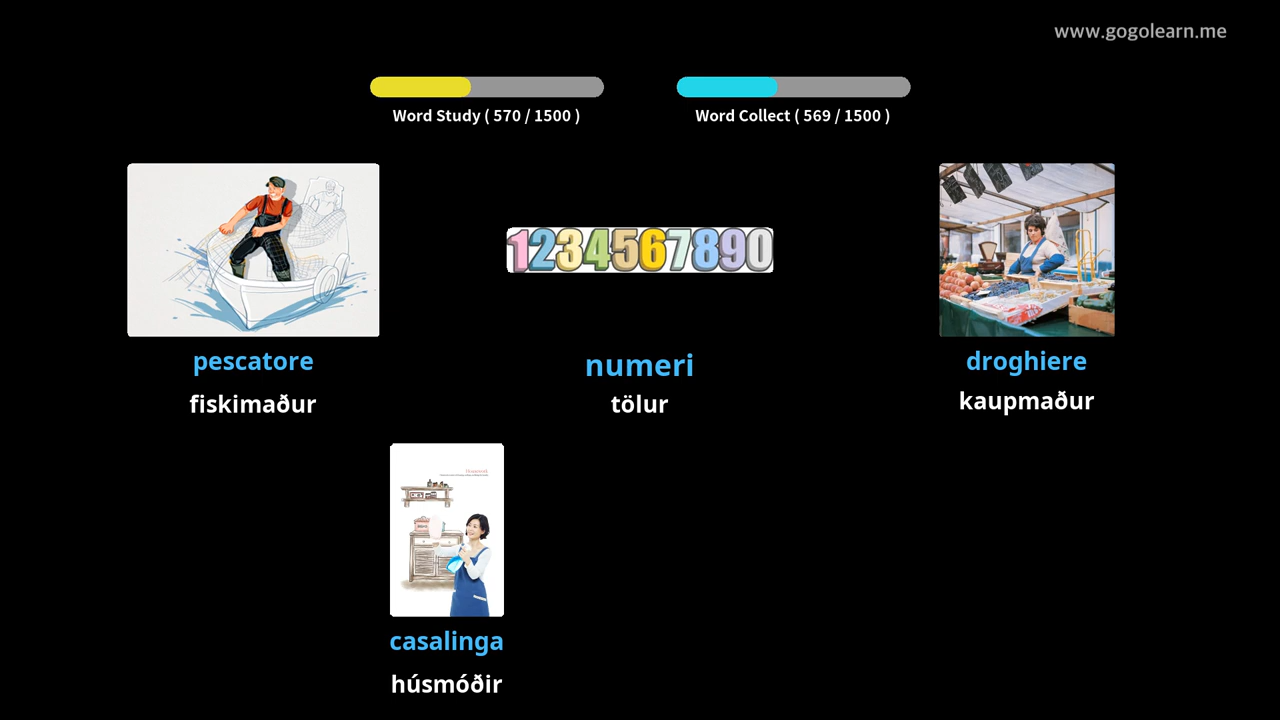 www.gogolearn.me
Word Study ( 570 / 1500 )
Word Collect ( 569 / 1500 )
1234567890
pescatore
fiskimaður
numeri
tölur
droghiere
kaupmaður
casalinga
húsmóðir